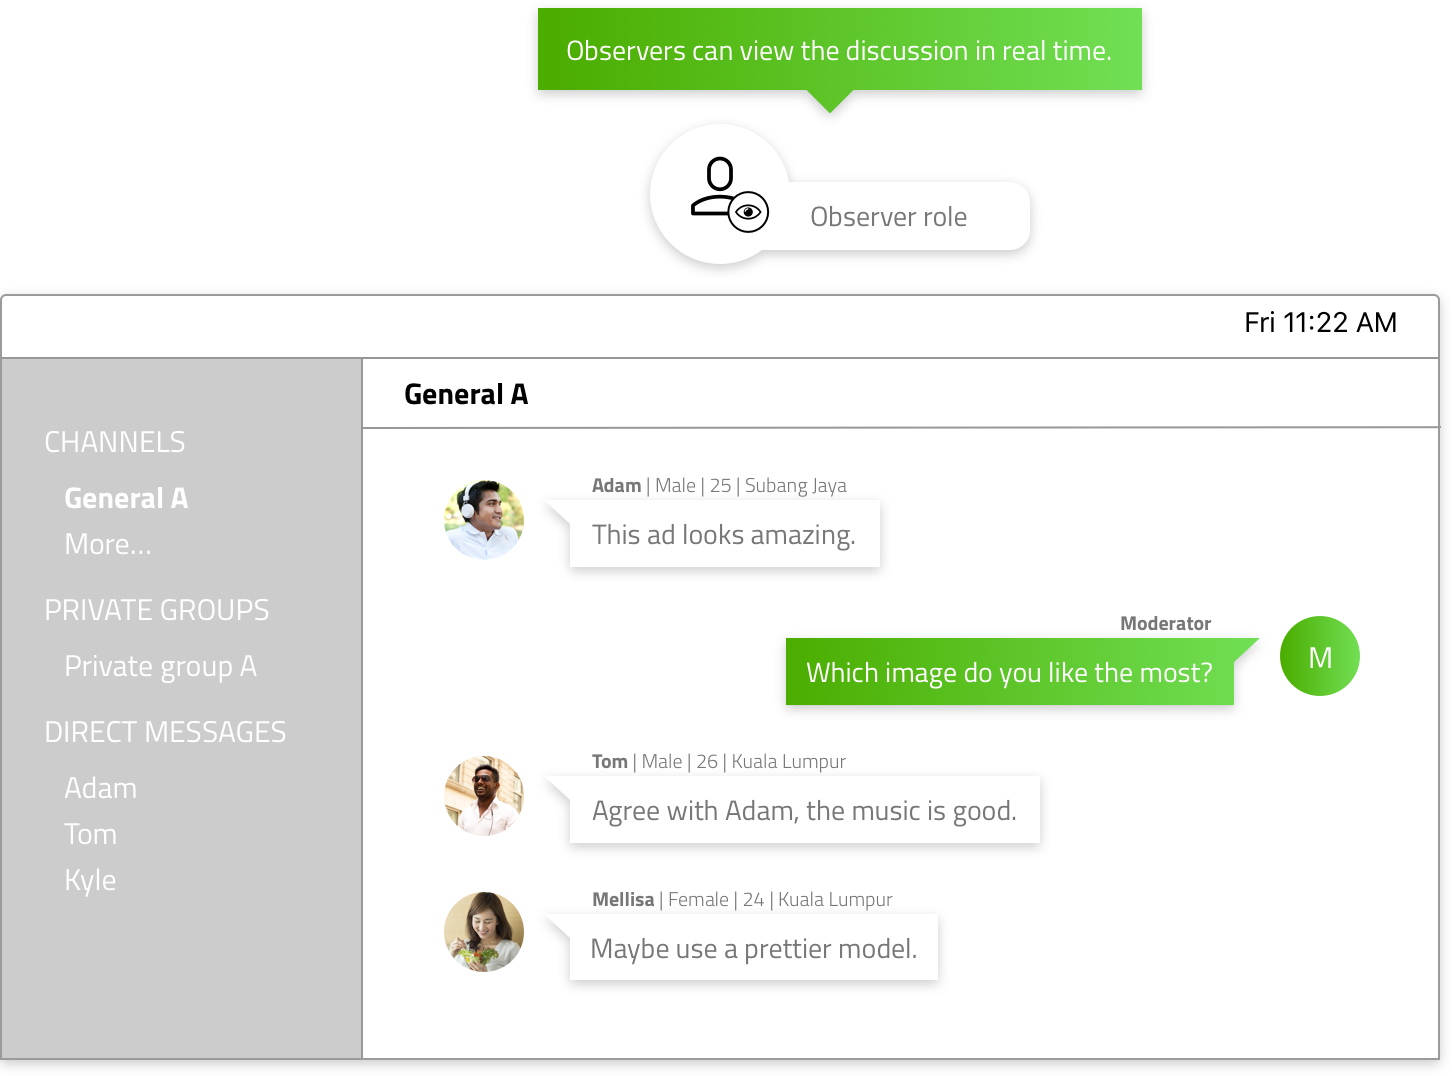 Observers can view the discussion in real time.
Observer role
Fri 11:22 AM
General A
CHANNELS
General A
More...
PRIVATE GROUPS
Private group A
DIRECT MESSAGES
Adam
Tom
Kyle
Adam | Male | 25 | Subang Jaya
This ad looks amazing.
Moderator
Which image do you like the most?
M
Tom | Male | 26 | Kuala Lumpur
Agree with Adam, the music is good.
Mellisa | Female | 24 | Kuala Lumpur
Maybe use a prettier model.